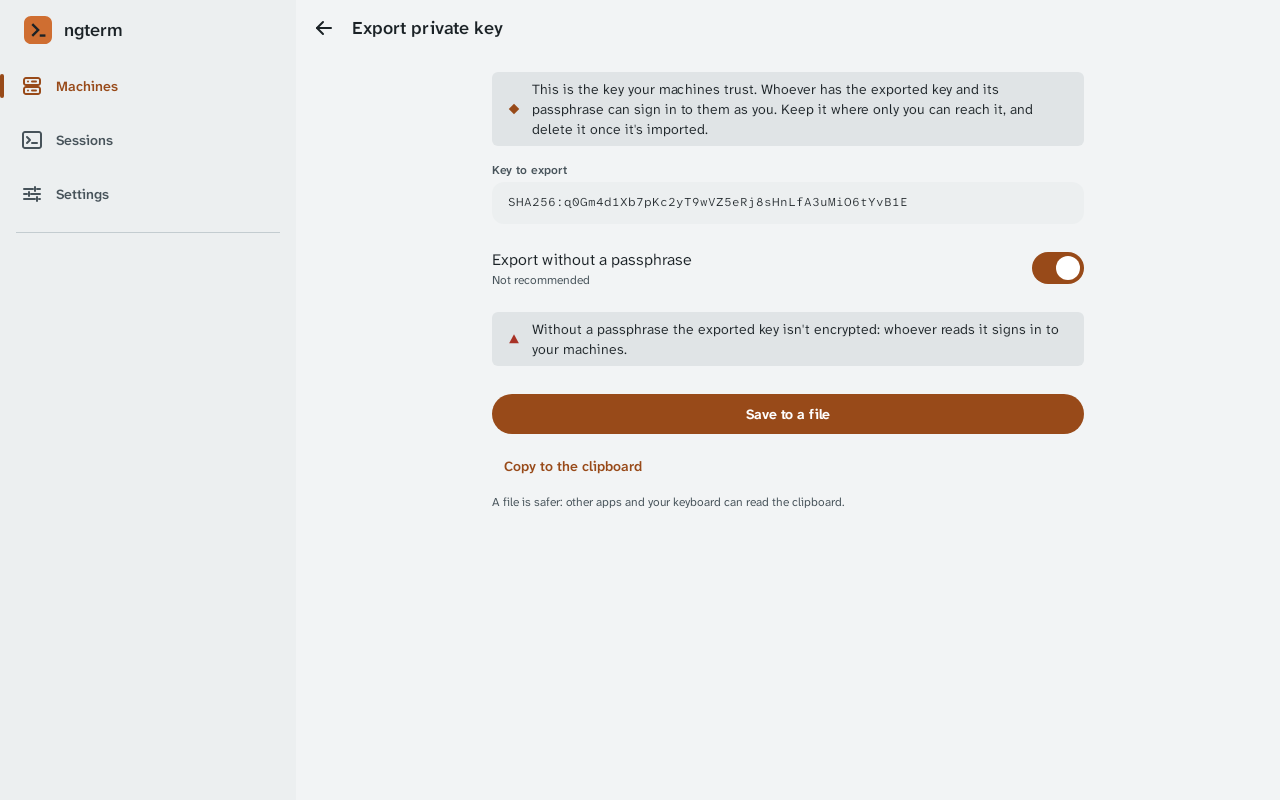 ngterm
Export private key
Machines
Sessions
Settings
This is the key your machines trust. Whoever has the exported key and its
passphrase can sign in to them as you. Keep it where only you can reach it, and
delete it once it's imported.
Key to export
SHA256:q0Gm4d1Xb7pKc2yT9wVZ5eRj8sHnLfA3uMiO6tYvB1E
Export without a passphrase
Not recommended
Without a passphrase the exported key isn't encrypted: whoever reads it signs in to
your machines.
Save to a file
Copy to the clipboard
A file is safer: other apps and your keyboard can read the clipboard.